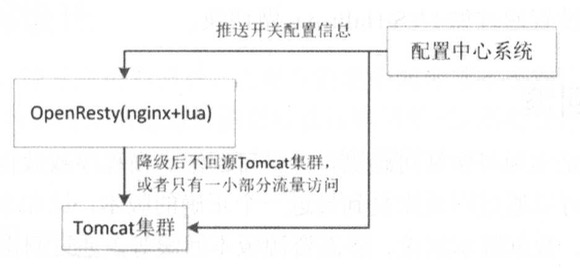 推送开关配置信息
配置中心系统
OpenResty(nginx+lua)
降级后不回源Tomcat集群,
或者只有一小部分流量访问
Tomcat集群